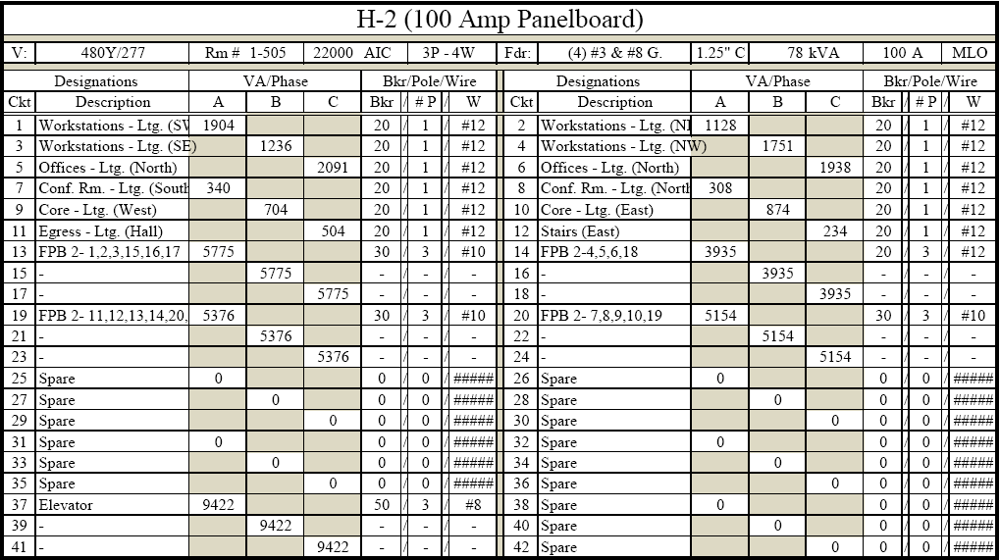 H-2 (100 Amp Panelboard)
V: 480Y/277 Rm # 1-505 22000 AIC 3P - 4W Fdr: (4) #3 & #8 G. 1.25" C 78 kVA 100 A MLO
Designations VA/Phase Bkr/Pole/Wire Designations VA/Phase Bkr/Pole/Wire
Ckt Description A B C Bkr / # P / W Ckt Description A B C Bkr / # P / W
1 Workstations - Ltg. (SW 1904 20 / 1 / #12 2 Workstations - Ltg. (NE 1128 20 / 1 / #12
3 Workstations - Ltg. (SE) 1236 20 / 1 / #12 4 Workstations - Ltg. (NW) 1751 20 / 1 / #12
5 Offices - Ltg. (North) 2091 20 / 1 / #12 6 Offices - Ltg. (North) 1938 20 / 1 / #12
7 Conf. Rm. - Ltg. (South 340 20 / 1 / #12 8 Conf. Rm. - Ltg. (North 308 20 / 1 / #12
9 Core - Ltg. (West) 704 20 / 1 / #12 10 Core - Ltg. (East) 874 20 / 1 / #12
11 Egress - Ltg. (Hall) 504 20 / 1 / #12 12 Stairs (East) 234 20 / 1 / #12
13 FPB 2- 1,2,3,15,16,17 5775 30 / 3 / #10 14 FPB 2-4,5,6,18 3935 20 / 3 / #12
15 - 5775 - / - / - 16 - 3935 - / - / -
17 - 5775 - / - / - 18 - 3935 - / - / -
19 FPB 2- 11,12,13,14,20, 5376 30 / 3 / #10 20 FPB 2- 7,8,9,10,19 5154 30 / 3 / #10
21 - 5376 - / - / - 22 - 5154 - / - / -
23 - 5376 - / - / - 24 - 5154 - / - / -
25 Spare 0 0 / 0 / ##### 26 Spare 0 0 / 0 / #####
27 Spare 0 0 / 0 / ##### 28 Spare 0 0 / 0 / #####
29 Spare 0 0 / 0 / ##### 30 Spare 0 0 / 0 / #####
31 Spare 0 0 / 0 / ##### 32 Spare 0 0 / 0 / #####
33 Spare 0 0 / 0 / ##### 34 Spare 0 0 / 0 / #####
35 Spare 0 0 / 0 / ##### 36 Spare 0 0 / 0 / #####
37 Elevator 9422 50 / 3 / #8 38 Spare 0 0 / 0 / #####
39 - 9422 - / - / - 40 Spare 0 0 / 0 / #####
41 - 9422 - / - / - 42 Spare 0 0 / 0 / #####